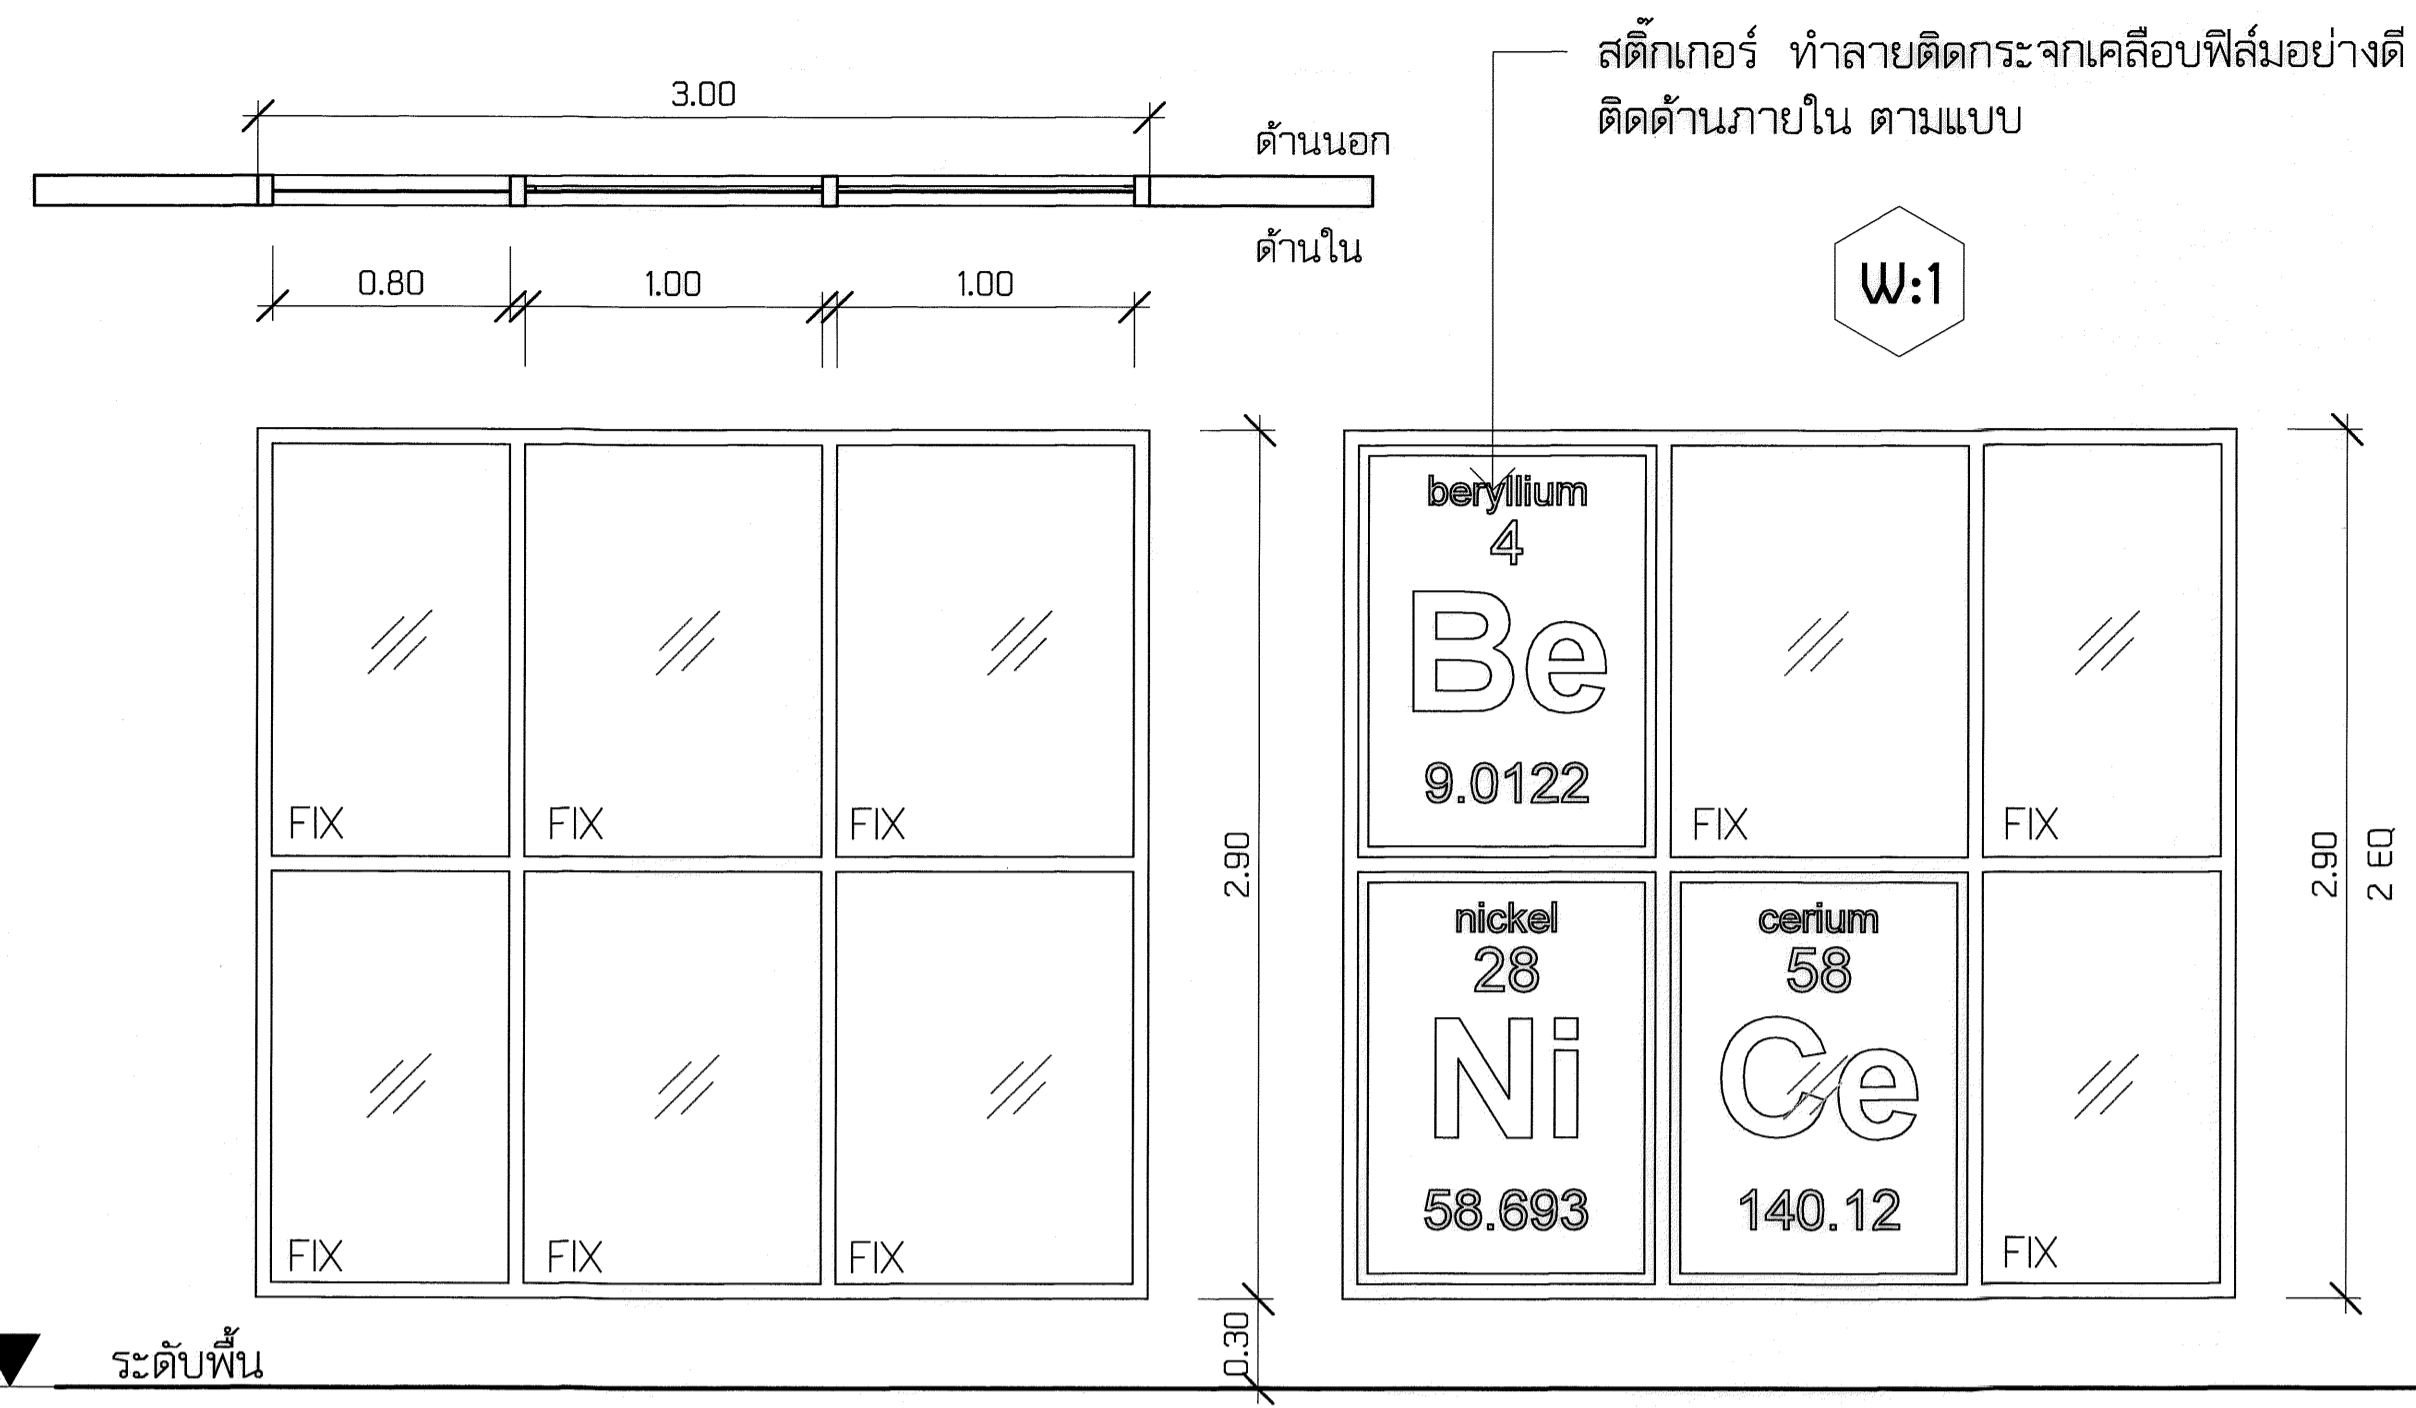 สติ๊กเกอร์ ทำลายติดกระจกเคลือบฟิล์มอย่างดี
ติดด้านภายใน ตามแบบ
3.00
ด้านนอก
ด้านใน
0.80 1.00 1.00
W:1
FIX FIX FIX
FIX FIX FIX
2.90
0.30
beryllium
4
Be
9.0122
FIX FIX
nickel
28
Ni
58.693
cerium
58
Ce
140.12
FIX
2.90
2 EQ
ระดับพื้น